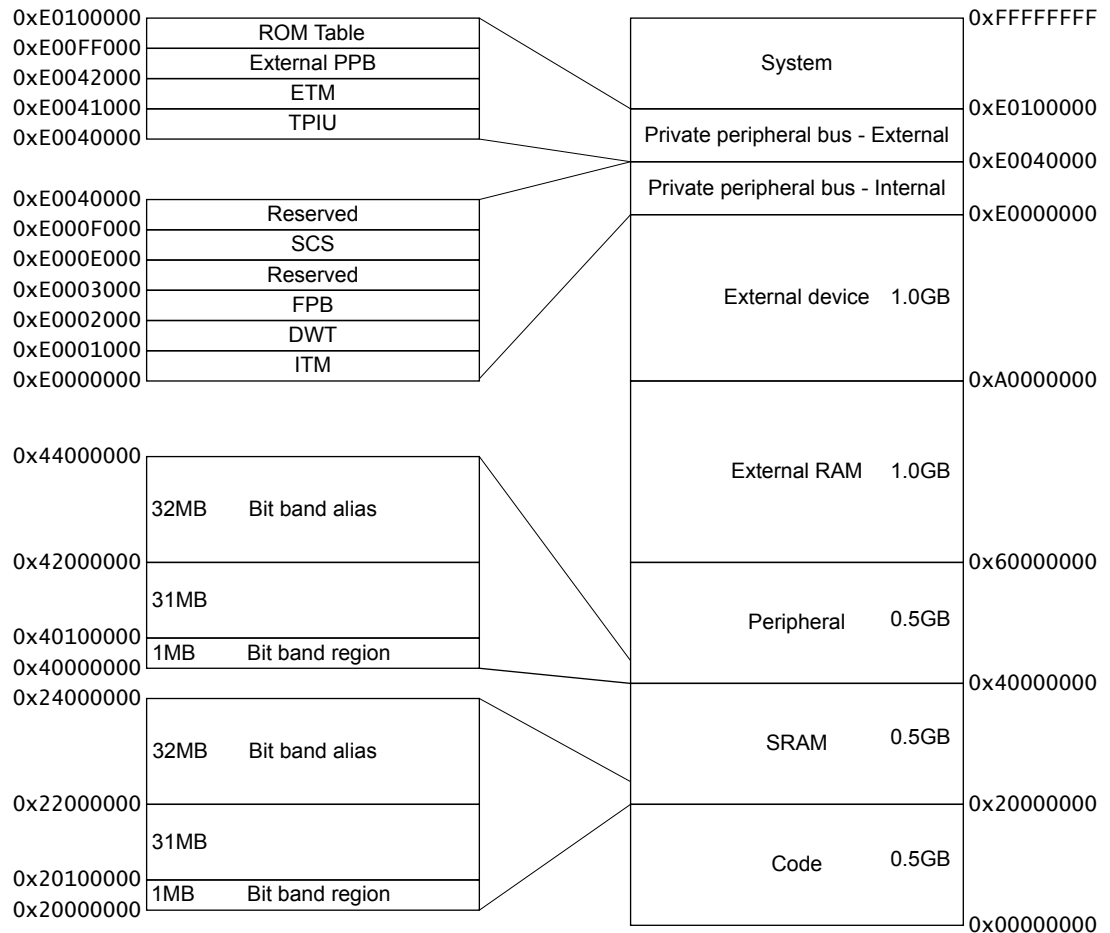 0xE0100000
ROM Table
0xE00FF000
External PPB
0xE0042000
ETM
0xE0041000
TPIU
0xE0040000
0xE0040000
Reserved
0xE000F000
SCS
0xE000E000
Reserved
0xE0003000
FPB
0xE0002000
DWT
0xE0001000
ITM
0xE0000000
0x44000000
32MB Bit band alias
0x42000000
31MB
0x40100000
1MB Bit band region
0x40000000
0x24000000
32MB Bit band alias
0x22000000
31MB
0x20100000
1MB Bit band region
0x20000000
0xFFFFFFFF
System
0xE0100000
Private peripheral bus - External
0xE0040000
Private peripheral bus - Internal
0xE0000000
External device 1.0GB
0xA0000000
External RAM 1.0GB
0x60000000
Peripheral 0.5GB
0x40000000
SRAM 0.5GB
0x20000000
Code 0.5GB
0x00000000